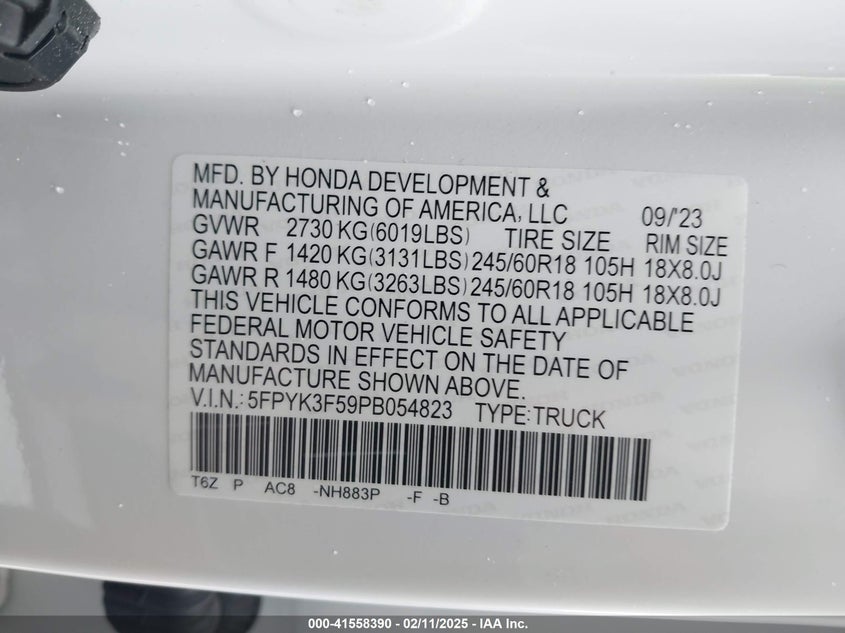 MFD. BY HONDA DEVELOPMENT &
MANUFACTURING OF AMERICA, LLC 09/'23
GVWR 2730 KG(6019LBS) TIRE SIZE RIM SIZE
GAWR F 1420 KG(3131LBS) 245/60R18 105H 18X8.0J
GAWR R 1480 KG(3263LBS) 245/60R18 105H 18X8.0J
THIS VEHICLE CONFORMS TO ALL APPLICABLE
FEDERAL MOTOR VEHICLE SAFETY
STANDARDS IN EFFECT ON THE DATE OF
MANUFACTURE SHOWN ABOVE.
V.I.N.: 5FPYK3F59PB054823 TYPE:TRUCK
T6Z P AC8 -NH883P -F -B
000-41558390 - 02/11/2025 - IAA Inc.